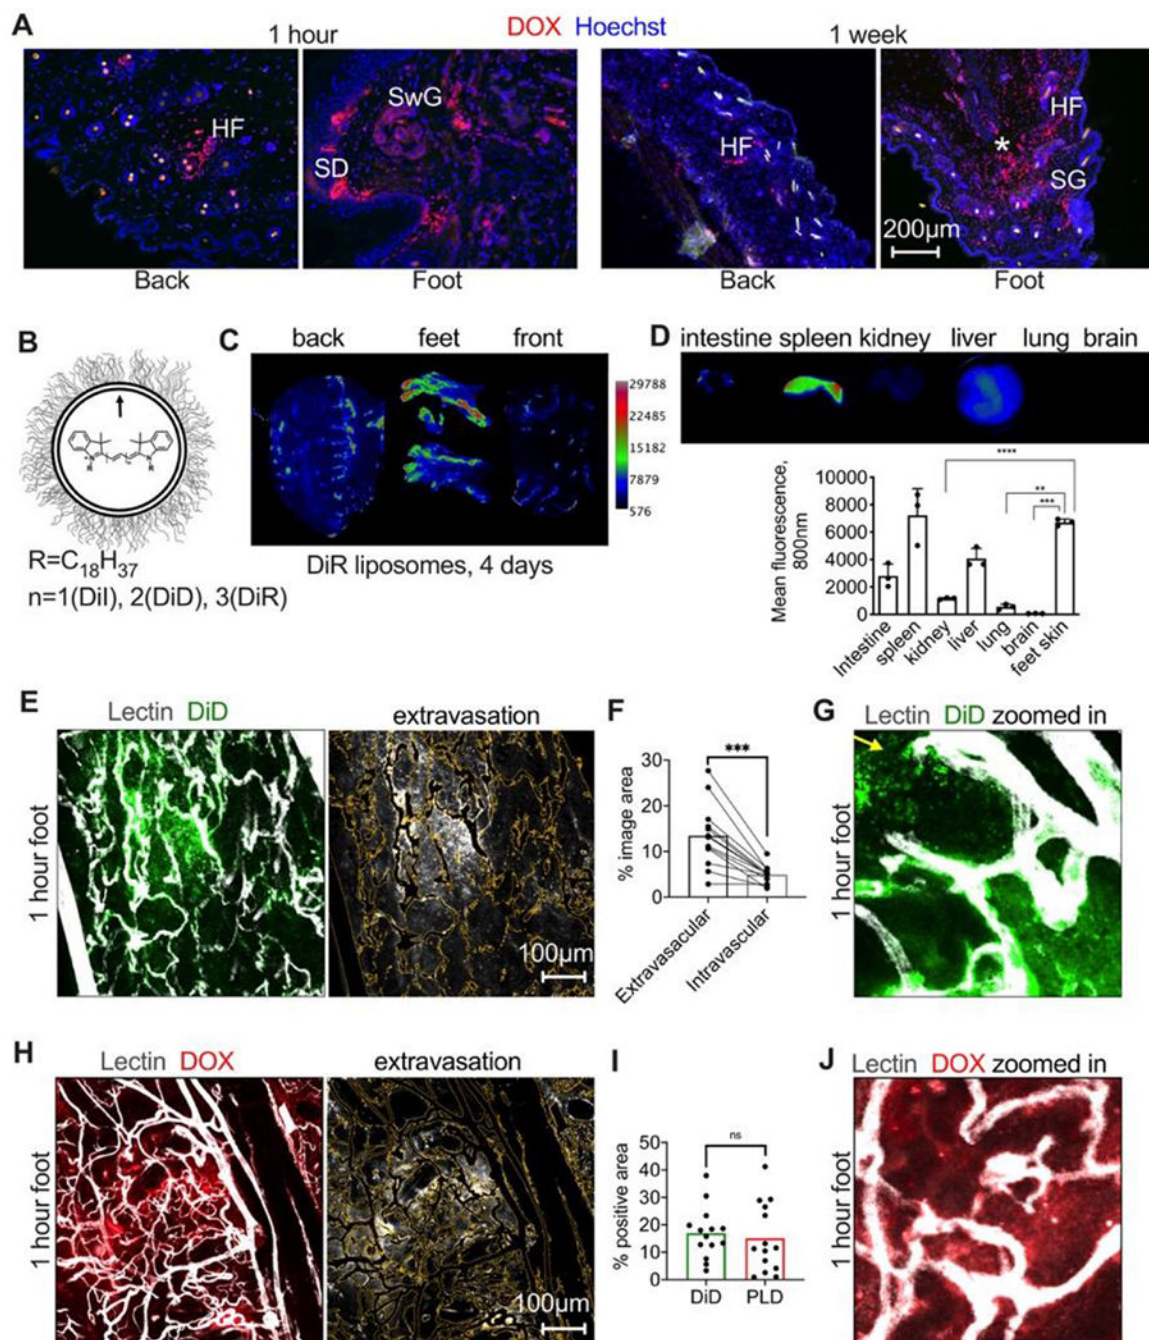 A
DOX Hoechst
1 hour
1 week
HF
SwG
SD
HF
HF
*
SG
200µm
Back
Foot
Back
Foot
B
R=C18H37
n=1(DiI), 2(DiD), 3(DiR)
C
back feet front
29788
22485
15182
7879
576
DiR liposomes, 4 days
D
intestine spleen kidney liver lung brain
Mean fluorescence,
800nm
10000
8000
6000
4000
2000
0
****
**
***
Intestine
spleen
kidney
liver
lung
brain
feet skin
E
Lectin DiD
extravasation
1 hour foot
100µm
F
% image area
30
20
10
0
***
Extravasacular
Intravascular
G
Lectin DiD zoomed in
1 hour foot
H
Lectin DOX
extravasation
1 hour foot
100µm
I
% positive area
50
40
30
20
10
0
ns
DiD
PLD
J
Lectin DOX zoomed in
1 hour foot